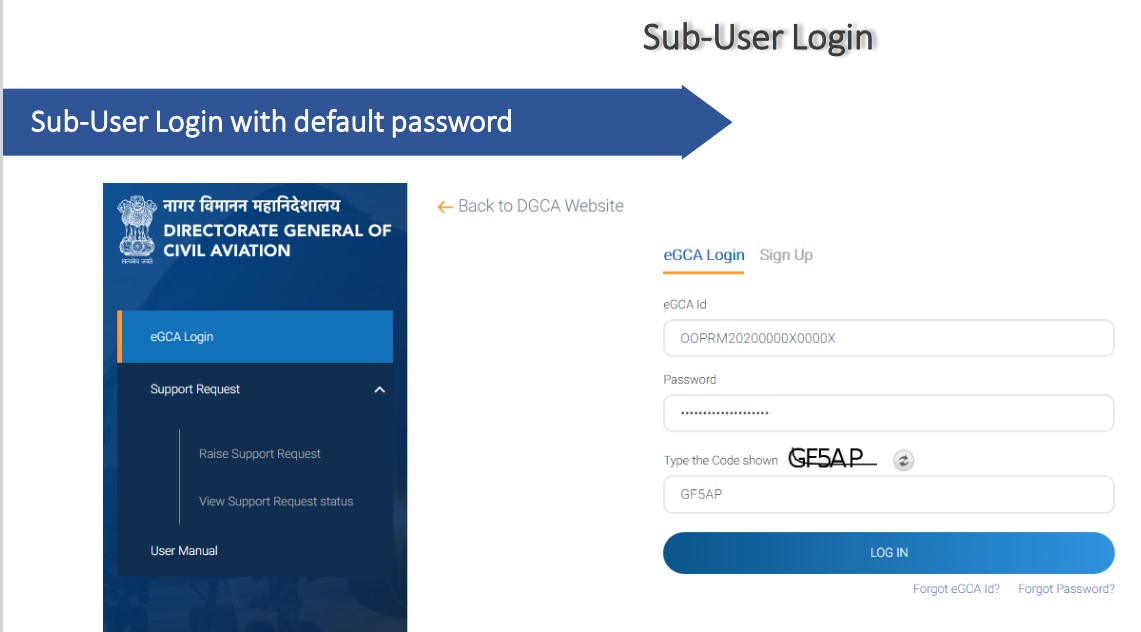 Sub-User Login
Sub-User Login with default password
नागर विमानन महानिदेशालय
DIRECTORATE GENERAL OF
CIVIL AVIATION
सत्यमेव जयते
eGCA Login
Support Request
Raise Support Request
View Support Request status
User Manual
← Back to DGCA Website
eGCA Login Sign Up
eGCA Id
OOPRM20200000X0000X
Password
••••••••••••••••••••
Type the Code shown GF5AP
GF5AP
LOG IN
Forgot eGCA Id? Forgot Password?